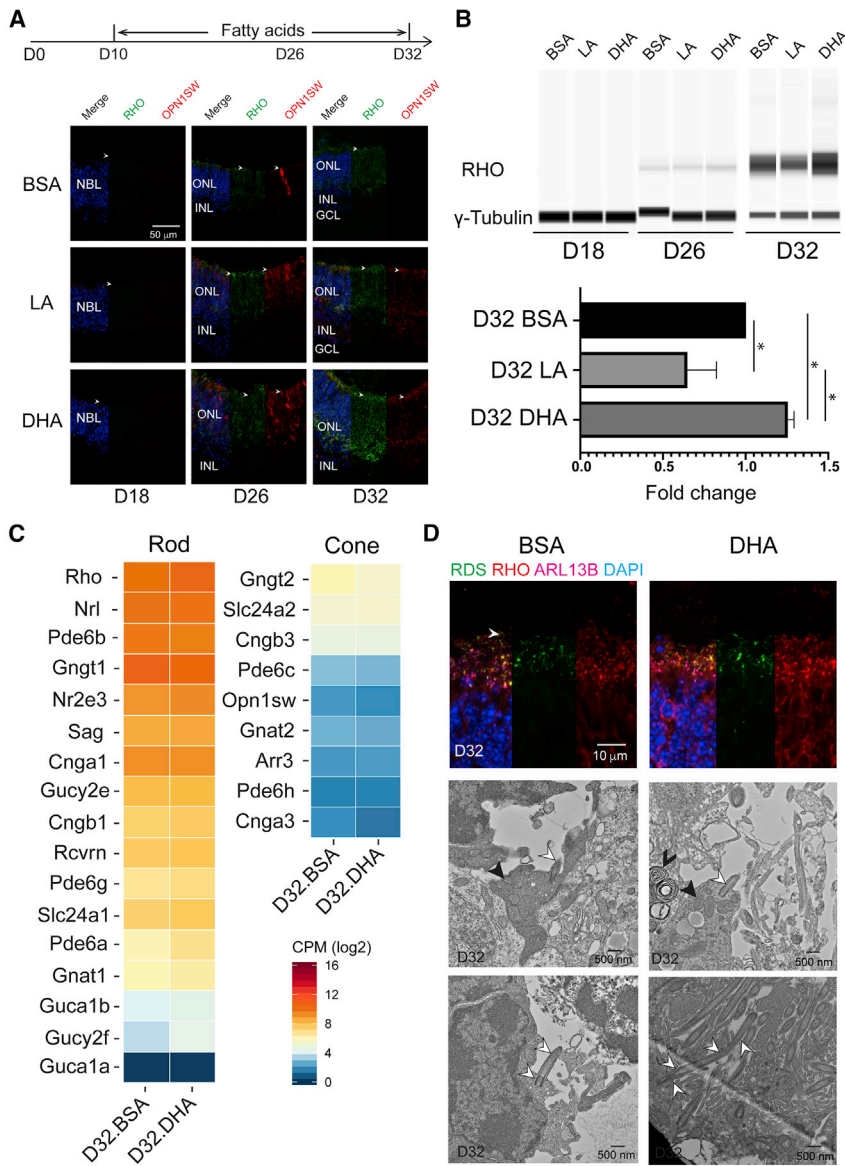 A
Fatty acids
D0 D10 D26 D32
Merge RHO OPN1SW Merge RHO OPN1SW Merge RHO OPN1SW
BSA
NBL
50 μm
ONL
INL
ONL
INL
GCL
LA
NBL
ONL
INL
ONL
INL
GCL
DHA
NBL
ONL
INL
ONL
INL
D18 D26 D32
B
BSA LA DHA BSA LA DHA BSA LA DHA
RHO
γ-Tubulin
D18 D26 D32
D32 BSA
D32 LA
D32 DHA
* * *
0.0 0.5 1.0 1.5
Fold change
C
Rod
Rho
Nrl
Pde6b
Gngt1
Nr2e3
Sag
Cnga1
Gucy2e
Cngb1
Rcvrn
Pde6g
Slc24a1
Pde6a
Gnat1
Guca1b
Gucy2f
Guca1a
D32.BSA D32.DHA
Cone
Gngt2
Slc24a2
Cngb3
Pde6c
Opn1sw
Gnat2
Arr3
Pde6h
Cnga3
D32.BSA D32.DHA
CPM (log2)
16
12
8
4
0
D
BSA DHA
RDS RHO ARL13B DAPI
D32
10 μm
D32
500 nm
D32
500 nm
D32
500 nm
D32
500 nm